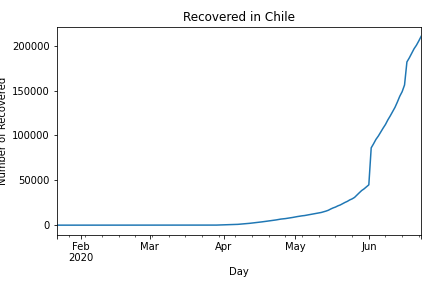 Recovered in Chile
Number of Recovered
200000
150000
100000
50000
0
Feb
2020
Mar
Apr
May
Jun
Day